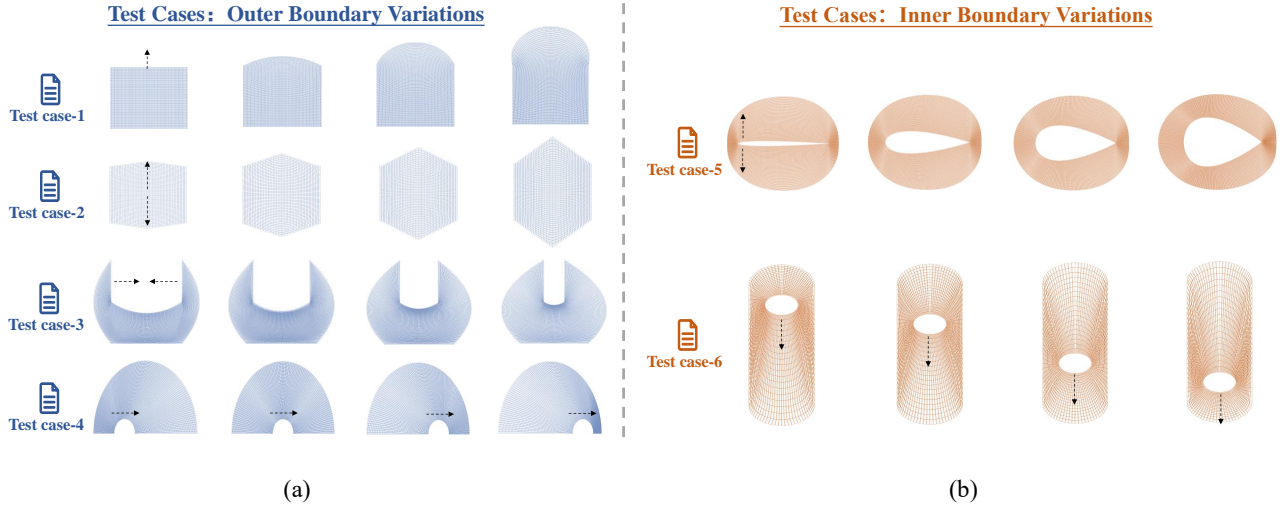 Test Cases：Outer Boundary Variations
Test case-1
Test case-2
Test case-3
Test case-4
(a)
Test Cases：Inner Boundary Variations
Test case-5
Test case-6
(b)